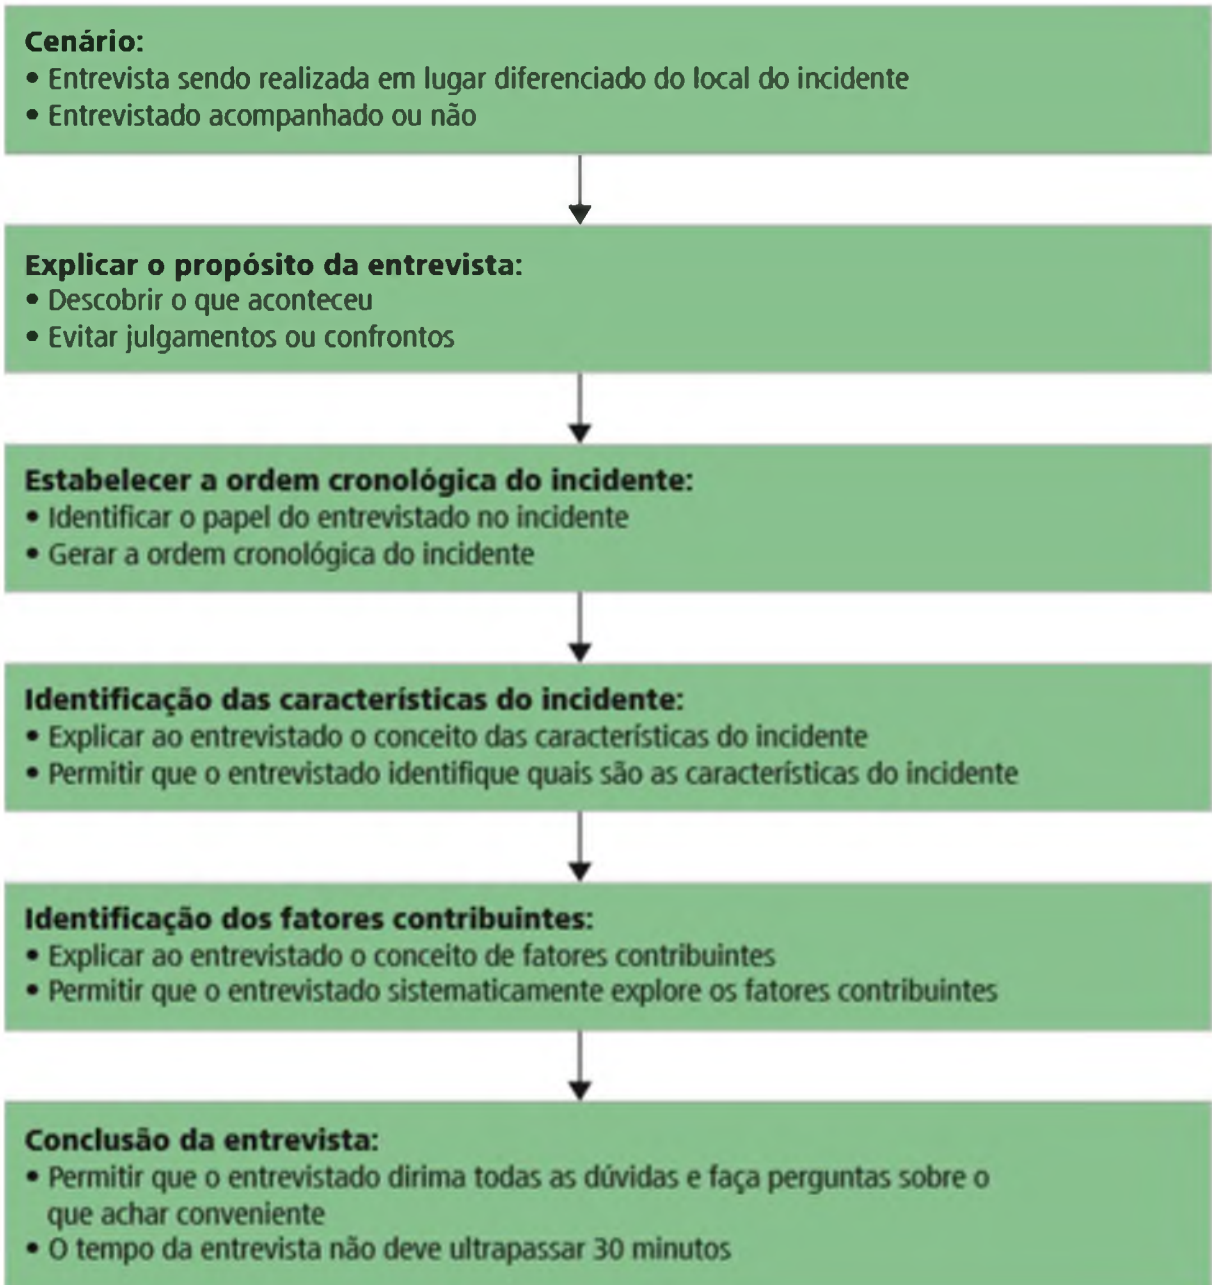 Cenário:
• Entrevista sendo realizada em lugar diferenciado do local do incidente
• Entrevistado acompanhado ou não
Explicar o propósito da entrevista:
• Descobrir o que aconteceu
• Evitar julgamentos ou confrontos
Estabelecer a ordem cronológica do incidente:
• Identificar o papel do entrevistado no incidente
• Gerar a ordem cronológica do incidente
Identificação das características do incidente:
• Explicar ao entrevistado o conceito das características do incidente
• Permitir que o entrevistado identifique quais são as características do incidente
Identificação dos fatores contribuintes:
• Explicar ao entrevistado o conceito de fatores contribuintes
• Permitir que o entrevistado sistematicamente explore os fatores contribuintes
Conclusão da entrevista:
• Permitir que o entrevistado dirima todas as dúvidas e faça perguntas sobre o
que achar conveniente
• O tempo da entrevista não deve ultrapassar 30 minutos